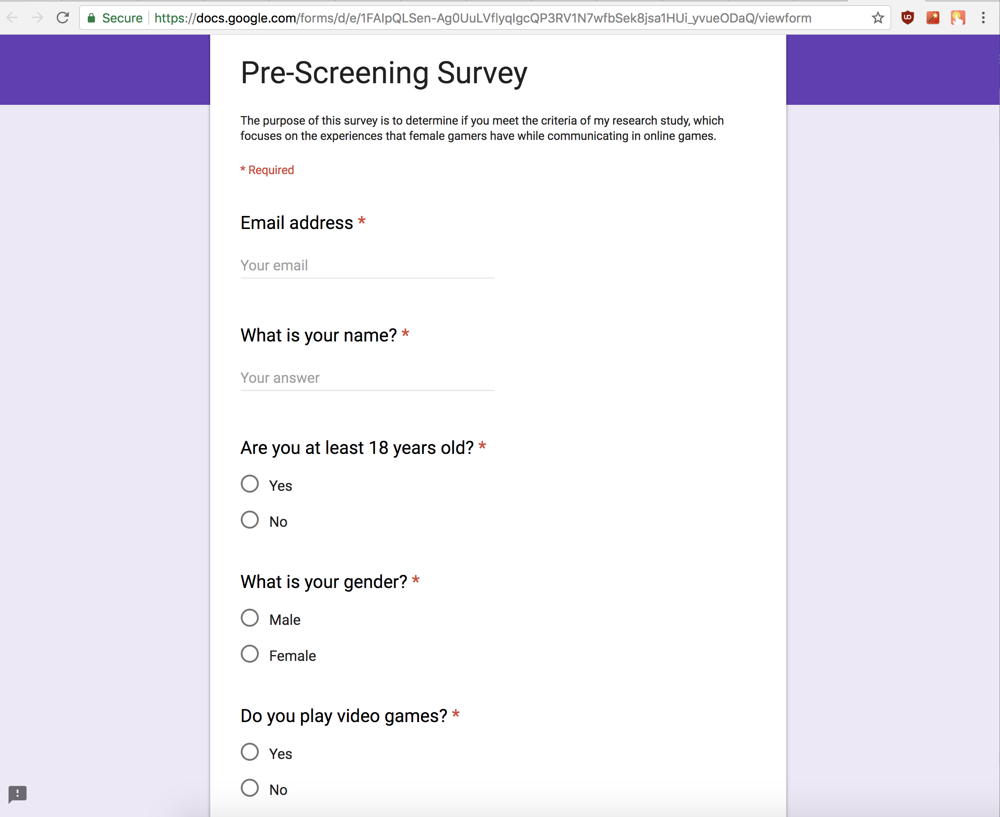 Secure https://docs.google.com/forms/d/e/1FAIpQLSen-Ag0UuLVflyqIgcQP3RV1N7wfbSek8jsa1HUi_yvueODaQ/viewform
Pre-Screening Survey
The purpose of this survey is to determine if you meet the criteria of my research study, which
focuses on the experiences that female gamers have while communicating in online games.
* Required
Email address *
Your email
What is your name? *
Your answer
Are you at least 18 years old? *
Yes
No
What is your gender? *
Male
Female
Do you play video games? *
Yes
No